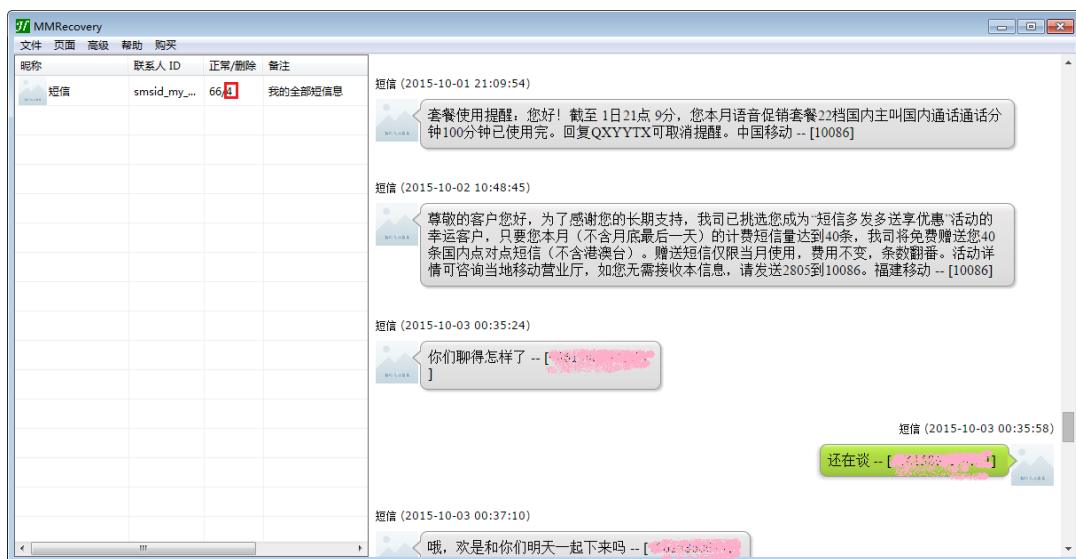 MMRecovery
文件 页面 高级 帮助 购买
昵称 联系人 ID 正常/删除 备注
短信 smsid_my_... 66/4 我的全部短信息
短信 (2015-10-01 21:09:54)
套餐使用提醒：您好！截至 1日21点 9分，您本月语音促销套餐22档国内主叫国内通话通话分
钟100分钟已使用完。回复QXYYTX可取消提醒。中国移动 -- [10086]
短信 (2015-10-02 10:48:45)
尊敬的客户您好，为了感谢您的长期支持，我司已挑选您成为“短信多发多送享优惠”活动的
幸运客户，只要您本月（不含月底最后一天）的计费短信量达到40条，我司将免费赠送您40
条国内点对点短信（不含港澳台）。赠送短信仅限当月使用，费用不变，条数翻番。活动详
情可咨询当地移动营业厅，如您无需接收本信息，请发送2805到10086。福建移动 -- [10086]
短信 (2015-10-03 00:35:24)
你们聊得怎样了 -- [
]
短信 (2015-10-03 00:35:58)
还在谈 -- [ ]
短信 (2015-10-03 00:37:10)
哦，欢是和你们明天一起下来吗 -- [